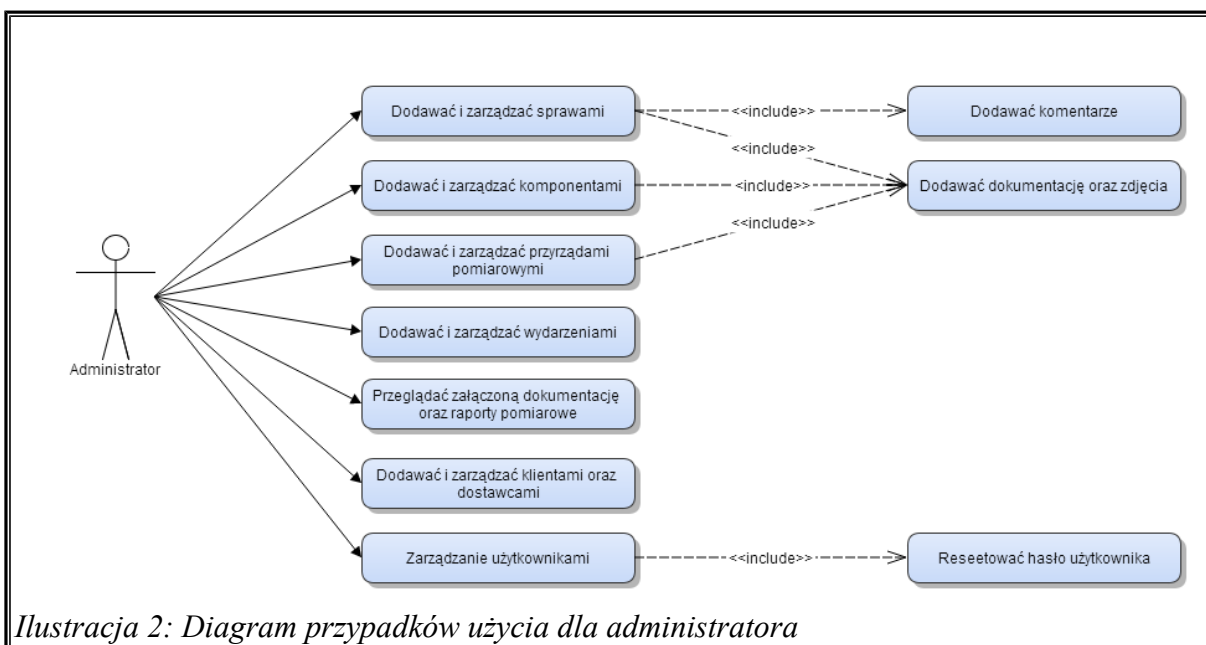 Dodawać i zarządzać sprawami
<<include>>
Dodawać komentarze
<<include>>
Dodawać i zarządzać komponentami
<<include>>
Dodawać dokumentację oraz zdjęcia
<<include>>
Dodawać i zarządzać przyrządami
pomiarowymi
Dodawać i zarządzać wydarzeniami
Administrator
Przeglądać załączoną dokumentację
oraz raporty pomiarowe
Dodawać i zarządzać klientami oraz
dostawcami
Zarządzanie użytkownikami
<<include>>
Reseetować hasło użytkownika
Ilustracja 2: Diagram przypadków użycia dla administratora